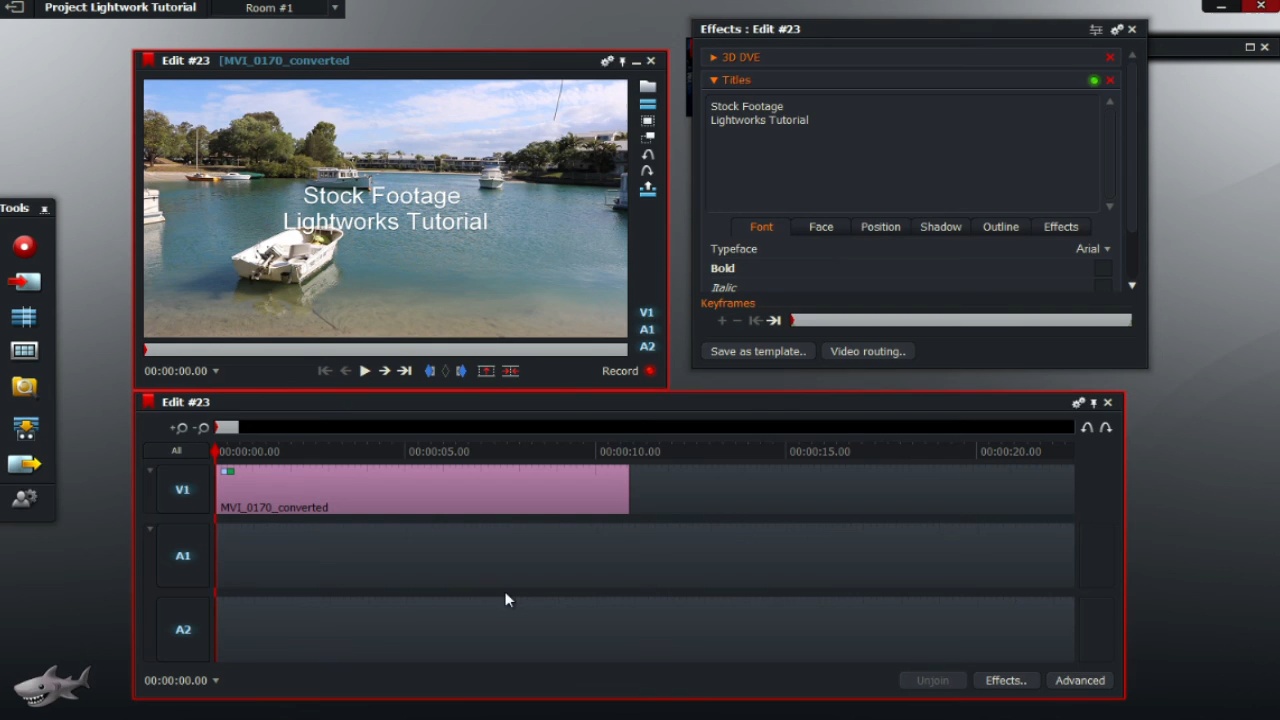 Project Lightwork Tutorial
Room #1
Effects : Edit #23
Edit #23 [MVI_0170_converted
3D DVE
Titles
Stock Footage
Lightworks Tutorial
Stock Footage
Lightworks Tutorial
Tools
Font Face Position Shadow Outline Effects
Typeface Arial
Bold
Italic
Keyframes
V1
A1
A2
Save as template.. Video routing..
00:00:00.00 Record
Edit #23
All 00:00:00.00 00:00:05.00 00:00:10.00 00:00:15.00 00:00:20.00
V1
MVI_0170_converted
A1
A2
00:00:00.00 Unjoin Effects.. Advanced